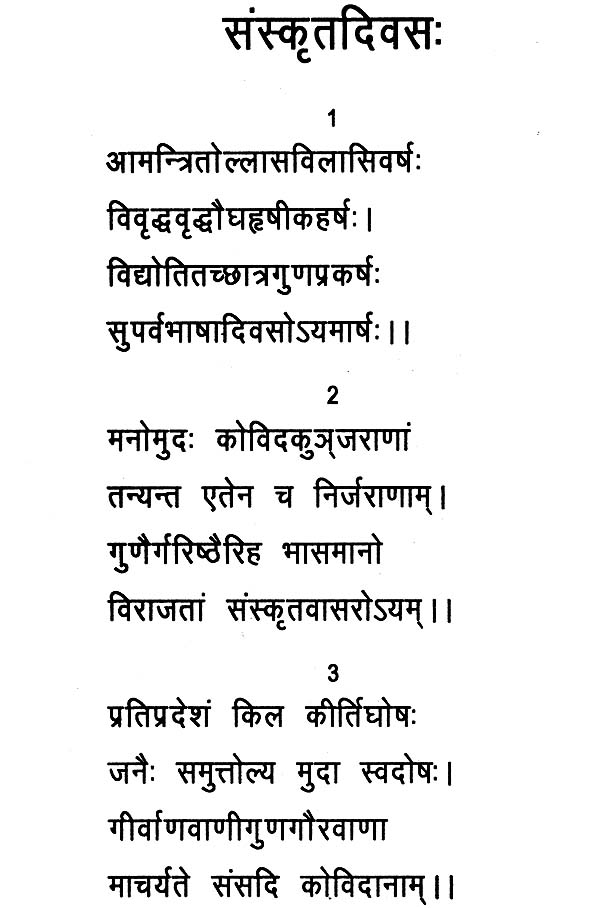 संस्कृतदिवसः
1
आमन्त्रितोल्लासविलासिवर्षः
विवृद्धवृद्धौघहृषीकहर्षः।
विद्योतितच्छात्रगुणप्रकर्षः
सुपर्वभाषादिवसोऽयमार्षः।।
2
मनोमुदः कोविदकुञ्जराणां
तन्यन्त एतेन च निर्जराणाम्।
गुणैर्गरिष्ठैरिह भासमानो
विराजतां संस्कृतवासरोऽयम्।।
3
प्रतिप्रदेशं किल कीर्तिघोषः
जनैः समुत्तोल्य मुदा स्वदोषः।
गीर्वाणवाणीगुणगौरवाणा
माचर्यते संसदि कोविदानाम्।।